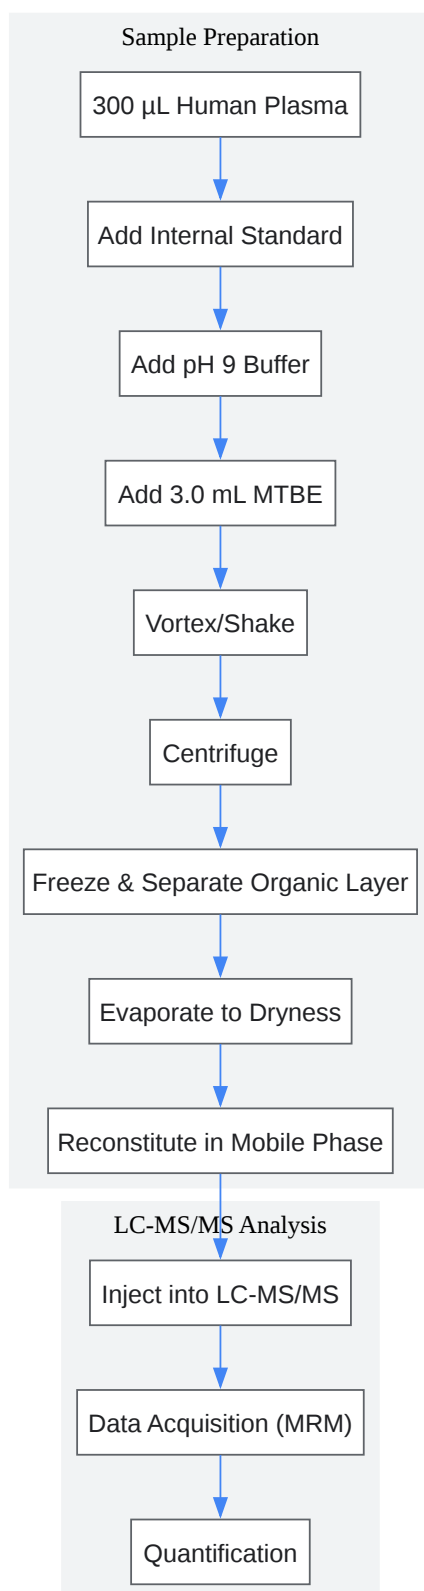 Sample Preparation
300 µL Human Plasma
Add Internal Standard
Add pH 9 Buffer
Add 3.0 mL MTBE
Vortex/Shake
Centrifuge
Freeze & Separate Organic Layer
Evaporate to Dryness
Reconstitute in Mobile Phase
LC-MS/MS Analysis
Inject into LC-MS/MS
Data Acquisition (MRM)
Quantification